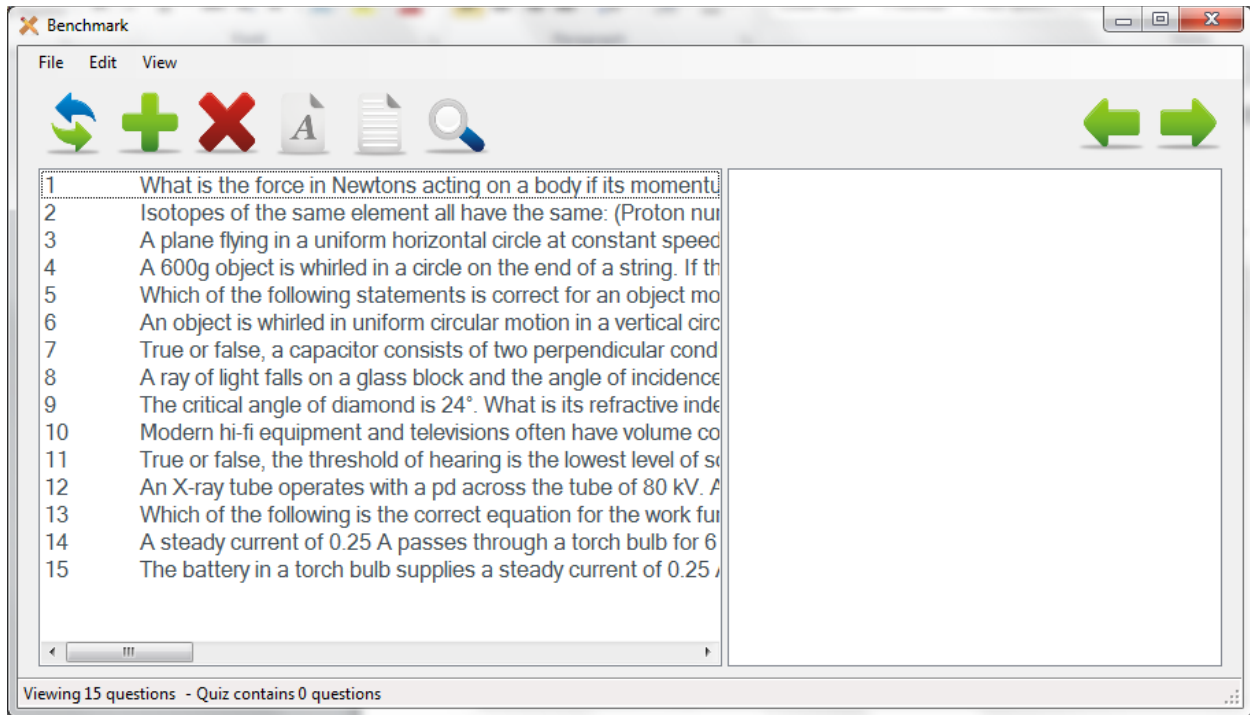 Benchmark
File Edit View
A
1 What is the force in Newtons acting on a body if its
2 Isotopes of the same element all have the same: (Proton
3 A plane flying in a uniform horizontal circle at constant speed
4 A 600g object is whirled in a circle on the end of a string. If
5 Which of the following statements is correct for an object
6 An object is whirled in uniform circular motion in a vertical
7 True or false, a capacitor consists of two perpendicular
8 A ray of light falls on a glass block and the angle of incidence
9 The critical angle of diamond is 24°. What is its refractive
10 Modern hi-fi equipment and televisions often have volume
11 True or false, the threshold of hearing is the lowest level of
12 An X-ray tube operates with a pd across the tube of 80 kV.
13 Which of the following is the correct equation for the work
14 A steady current of 0.25 A passes through a torch bulb for 6
15 The battery in a torch bulb supplies a steady current of 0.25
Viewing 15 questions - Quiz contains 0 questions